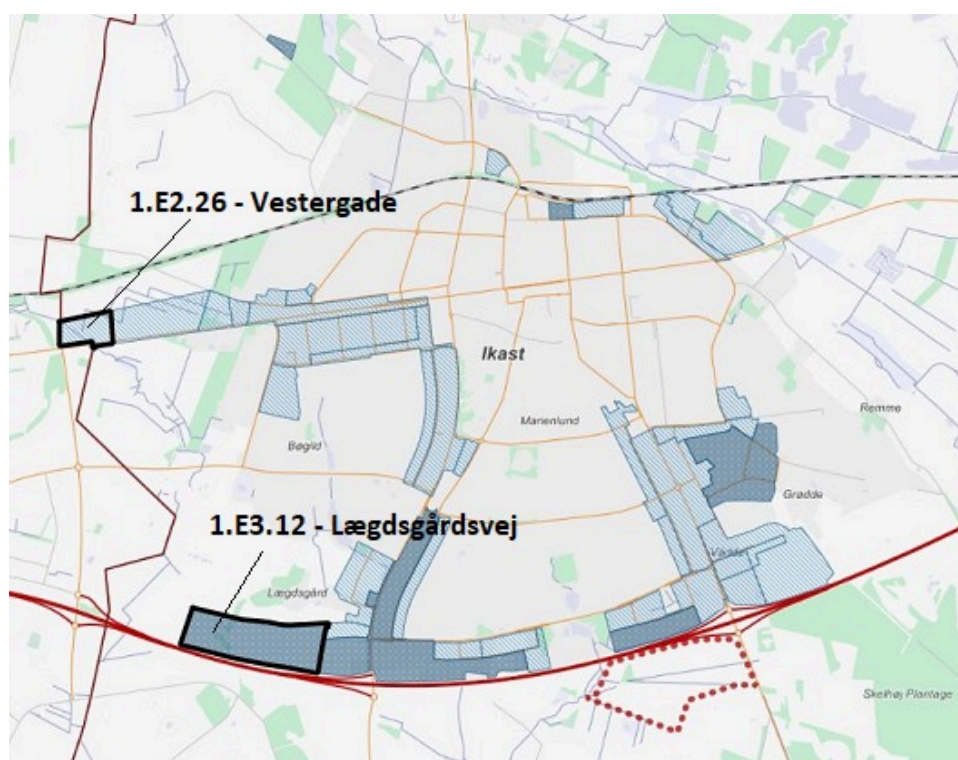 1.E2.26 - Vestergade
Ikast
Marienlund
Remme
Bøgild
Grødde
1.E3.12 - Lægdsgårdsvej
Lægdsgård
Skelhøj Plantage